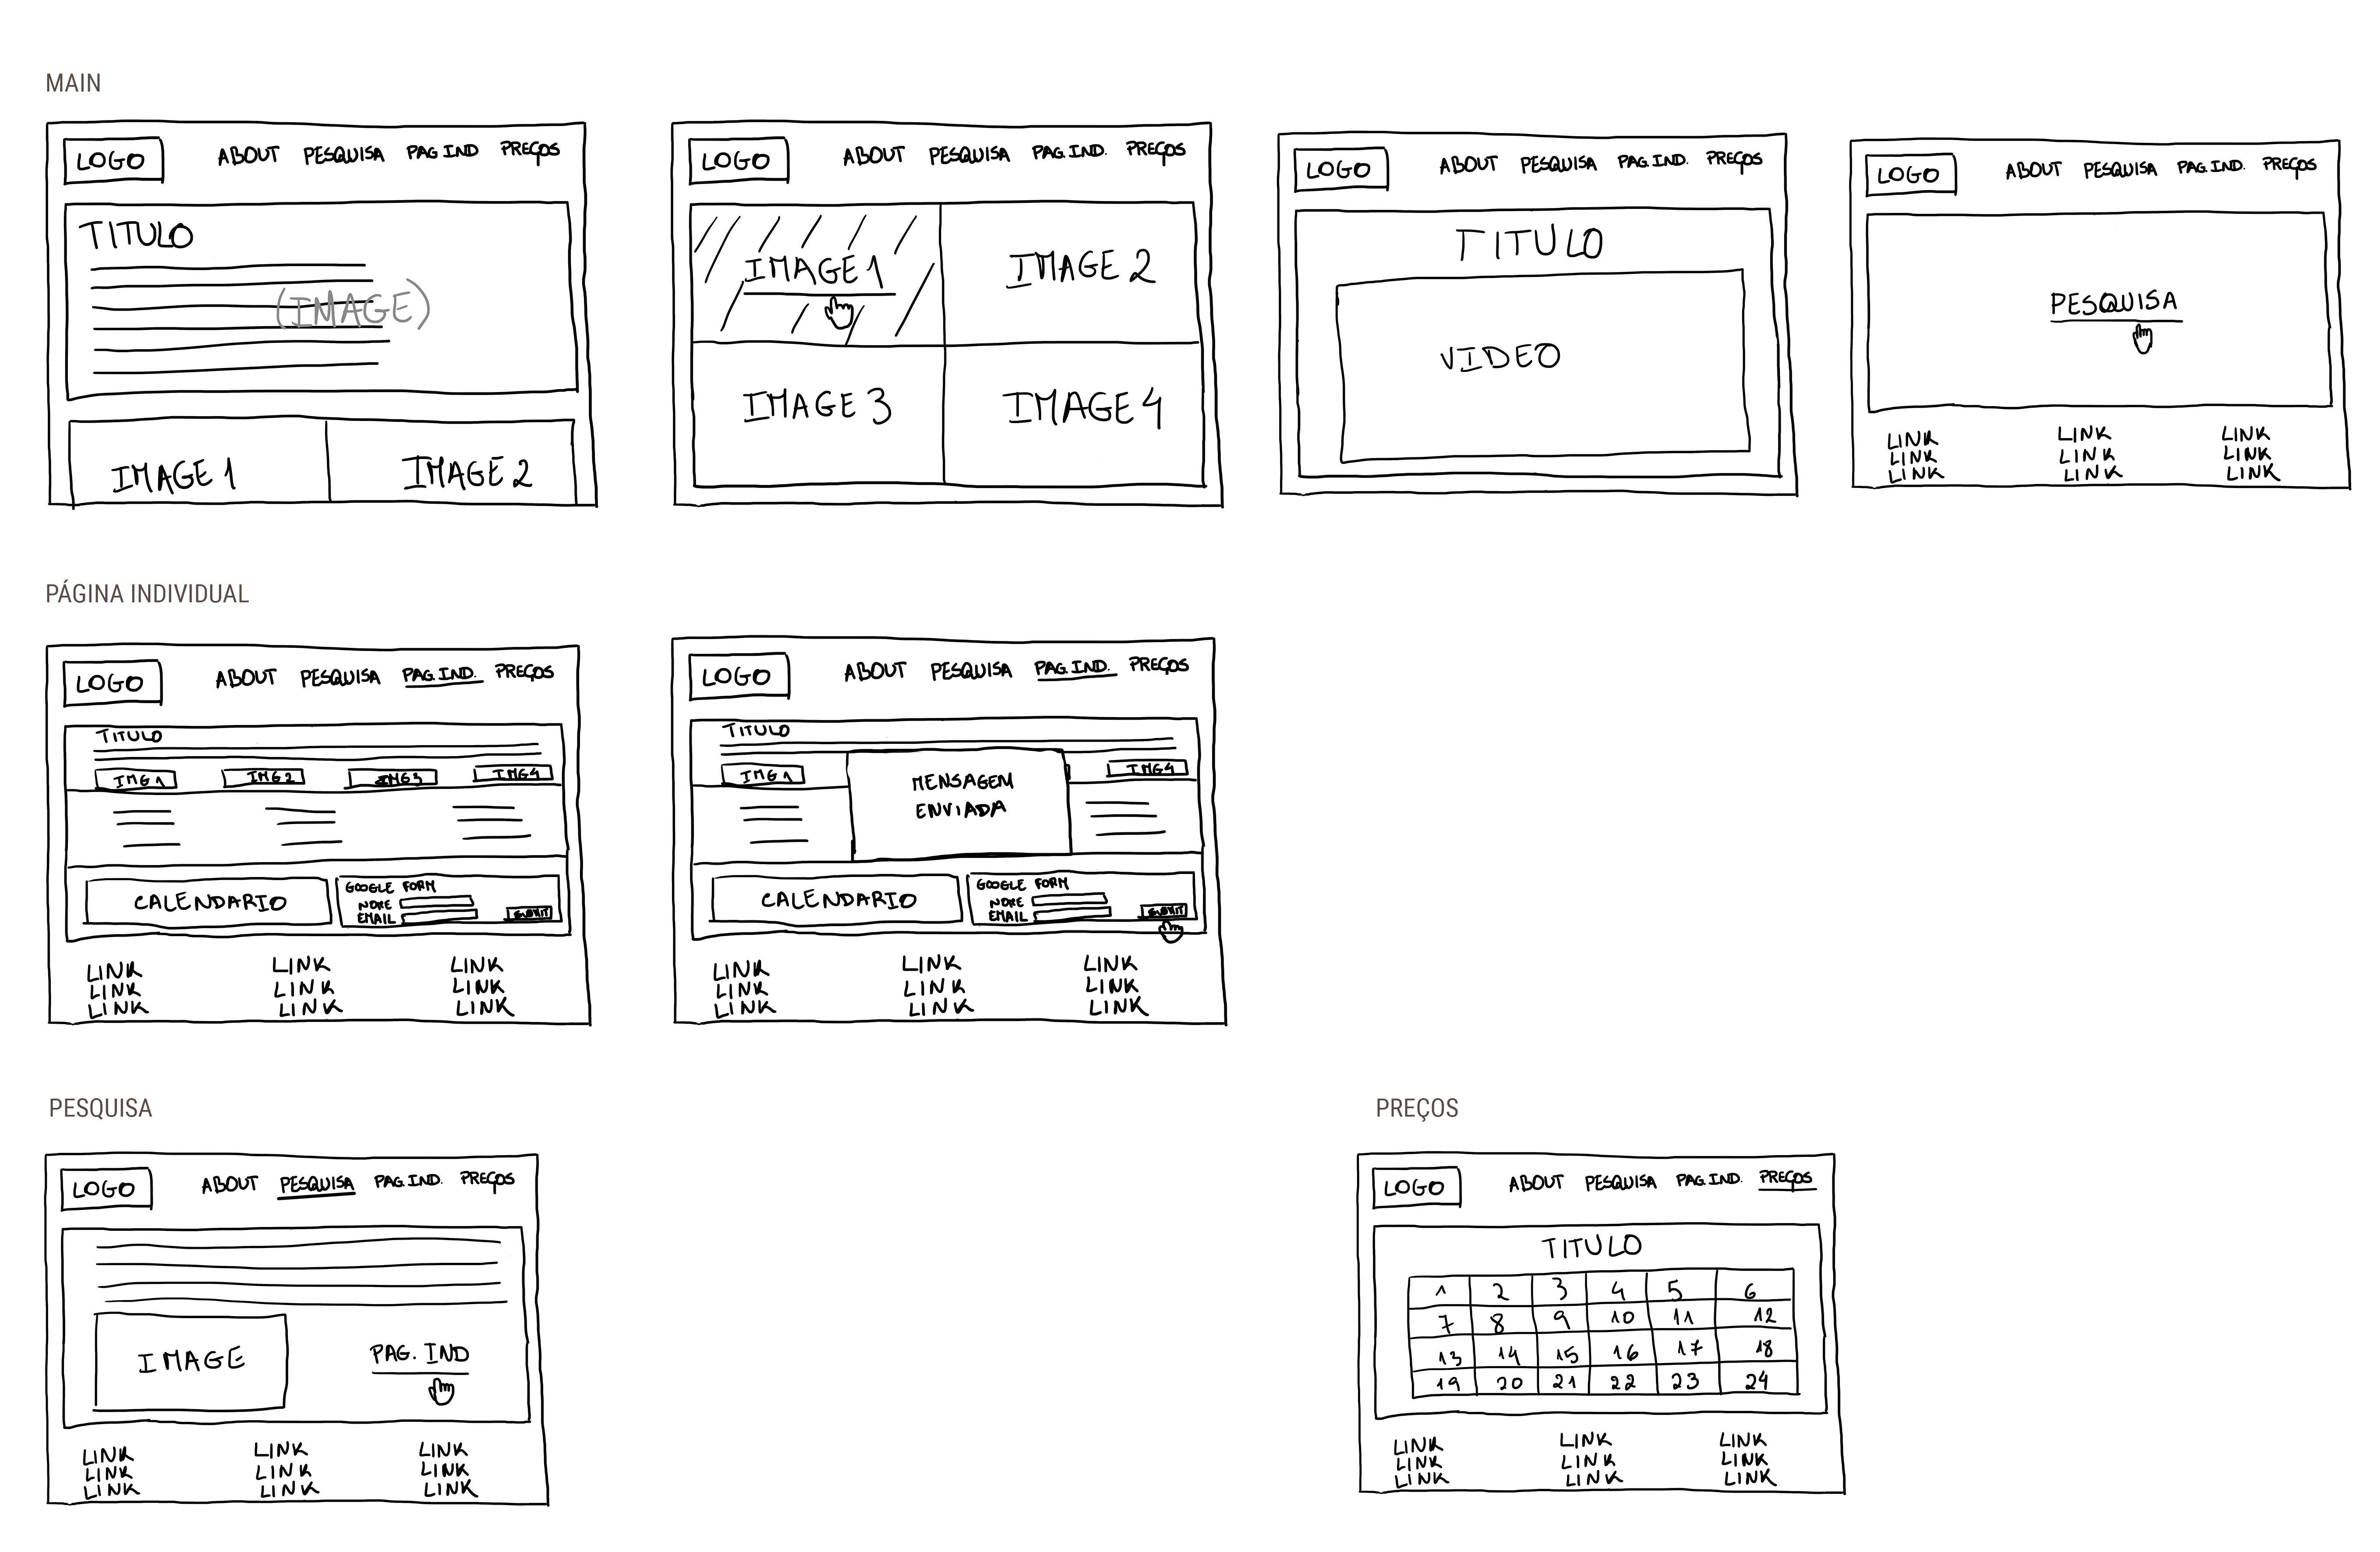 MAIN
LOGO ABOUT PESQUISA PAG IND PREÇOS
TITULO
(IMAGE)
IMAGE 1 IMAGE 2
LOGO ABOUT PESQUISA PAG.IND. PREÇOS
IMAGE 1 IMAGE 2
IMAGE 3 IMAGE 4
LOGO ABOUT PESQUISA PAG.IND. PREÇOS
TITULO
VIDEO
LOGO ABOUT PESQUISA PAG.IND. PREÇOS
PESQUISA
LINK LINK LINK
LINK LINK LINK
LINK LINK LINK
PÁGINA INDIVIDUAL
LOGO ABOUT PESQUISA PAG.IND. PREÇOS
TITULO
IMG 1 IMG 2 IMG 3 IMG 4
CALENDARIO
GOOGLE FORM
NOME
EMAIL SUBMIT
LINK LINK LINK
LINK LINK LINK
LINK LINK LINK
LOGO ABOUT PESQUISA PAG.IND. PREÇOS
TITULO
IMG 1 IMG 4
MENSAGEM
ENVIADA
CALENDARIO
GOOGLE FORM
NOME
EMAIL SUBMIT
LINK LINK LINK
LINK LINK LINK
LINK LINK LINK
PESQUISA
LOGO ABOUT PESQUISA PAG.IND. PREÇOS
IMAGE PAG. IND
LINK LINK LINK
LINK LINK LINK
LINK LINK LINK
PREÇOS
LOGO ABOUT PESQUISA PAG.IND. PREÇOS
TITULO
1 2 3 4 5 6
7 8 9 10 11 12
13 14 15 16 17 18
19 20 21 22 23 24
LINK LINK LINK
LINK LINK LINK
LINK LINK LINK